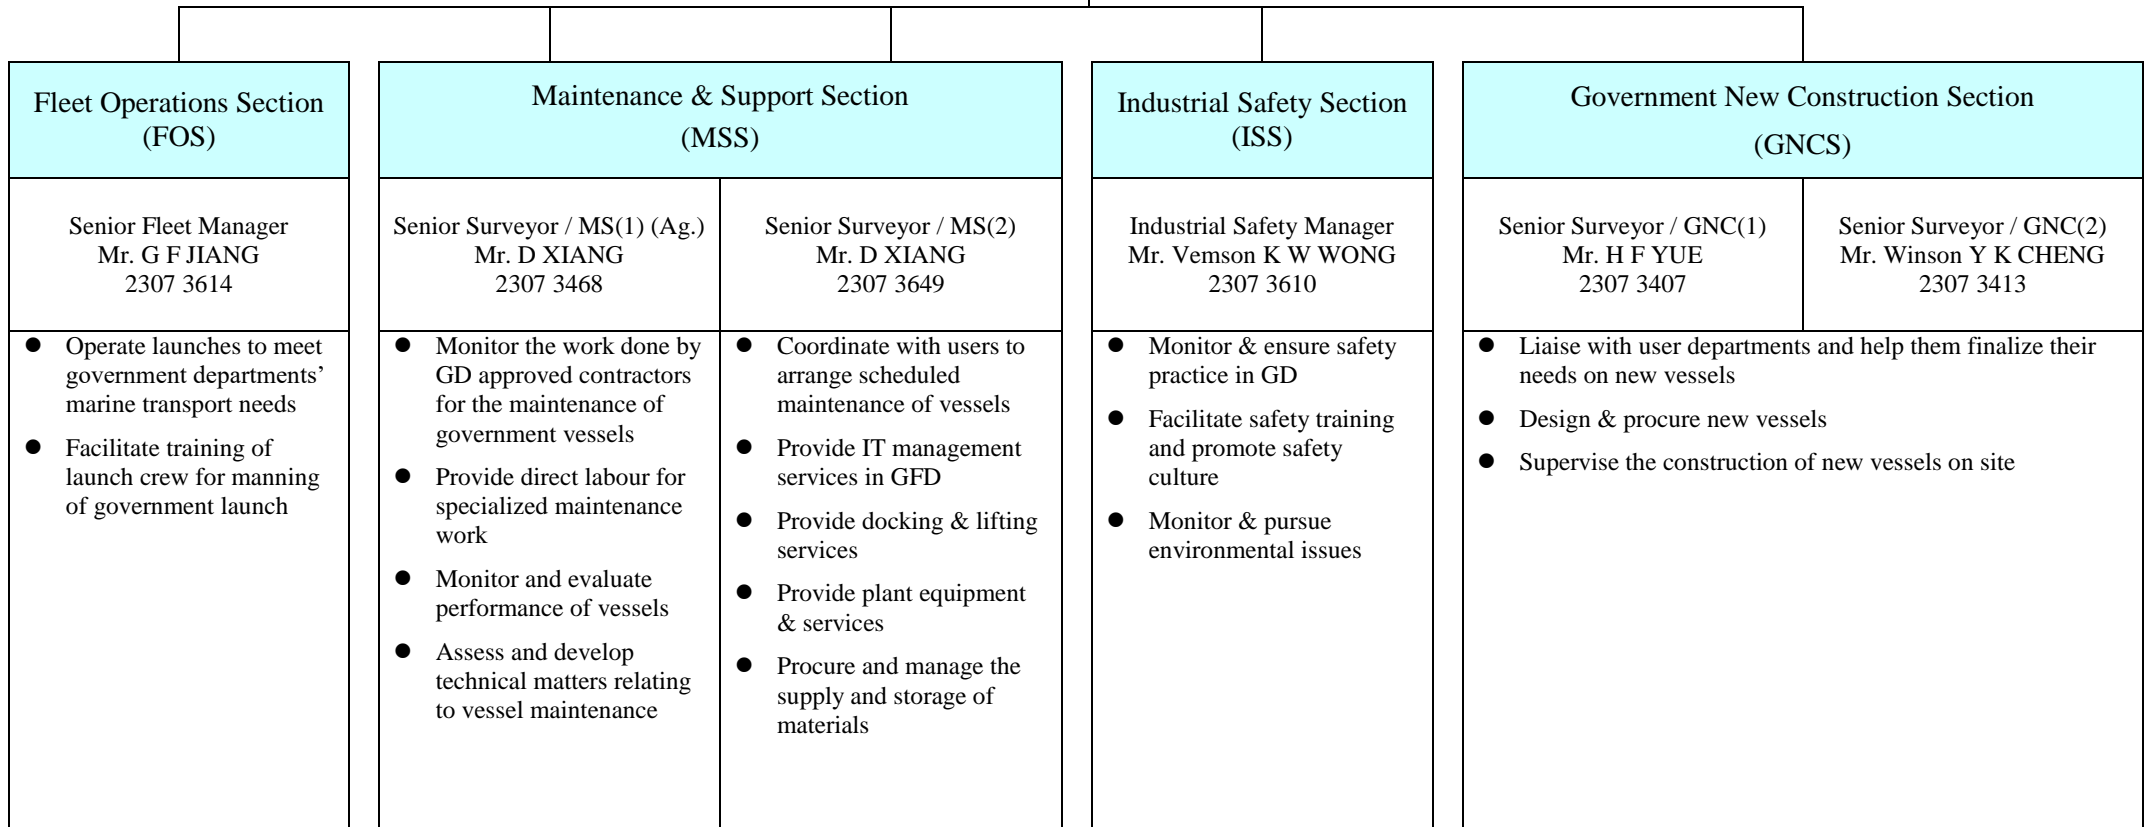 Fleet Operations Section
(FOS)
Senior Fleet Manager
Mr. G F JIANG
2307 3614
● Operate launches to meet
government departments’
marine transport needs
● Facilitate training of
launch crew for manning
of government launch
Maintenance & Support Section
(MSS)
Senior Surveyor / MS(1) (Ag.)
Mr. D XIANG
2307 3468
● Monitor the work done by
GD approved contractors
for the maintenance of
government vessels
● Provide direct labour for
specialized maintenance
work
● Monitor and evaluate
performance of vessels
● Assess and develop
technical matters relating
to vessel maintenance
Senior Surveyor / MS(2)
Mr. D XIANG
2307 3649
● Coordinate with users to
arrange scheduled
maintenance of vessels
● Provide IT management
services in GFD
● Provide docking & lifting
services
● Provide plant equipment
& services
● Procure and manage the
supply and storage of
materials
Industrial Safety Section
(ISS)
Industrial Safety Manager
Mr. Vemson K W WONG
2307 3610
● Monitor & ensure safety
practice in GD
● Facilitate safety training
and promote safety
culture
● Monitor & pursue
environmental issues
Government New Construction Section
(GNCS)
Senior Surveyor / GNC(1)
Mr. H F YUE
2307 3407
Senior Surveyor / GNC(2)
Mr. Winson Y K CHENG
2307 3413
● Liaise with user departments and help them finalize their
needs on new vessels
● Design & procure new vessels
● Supervise the construction of new vessels on site